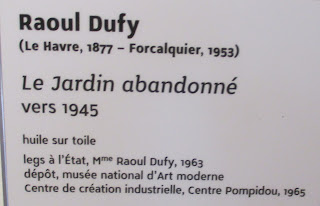 Raoul Dufy
(Le Havre, 1877 – Forcalquier, 1953)
Le Jardin abandonné
vers 1945
huile sur toile
legs à l'État, Mme Raoul Dufy, 1963
dépôt, musée national d'Art moderne
Centre de création industrielle, Centre Pompidou, 1965